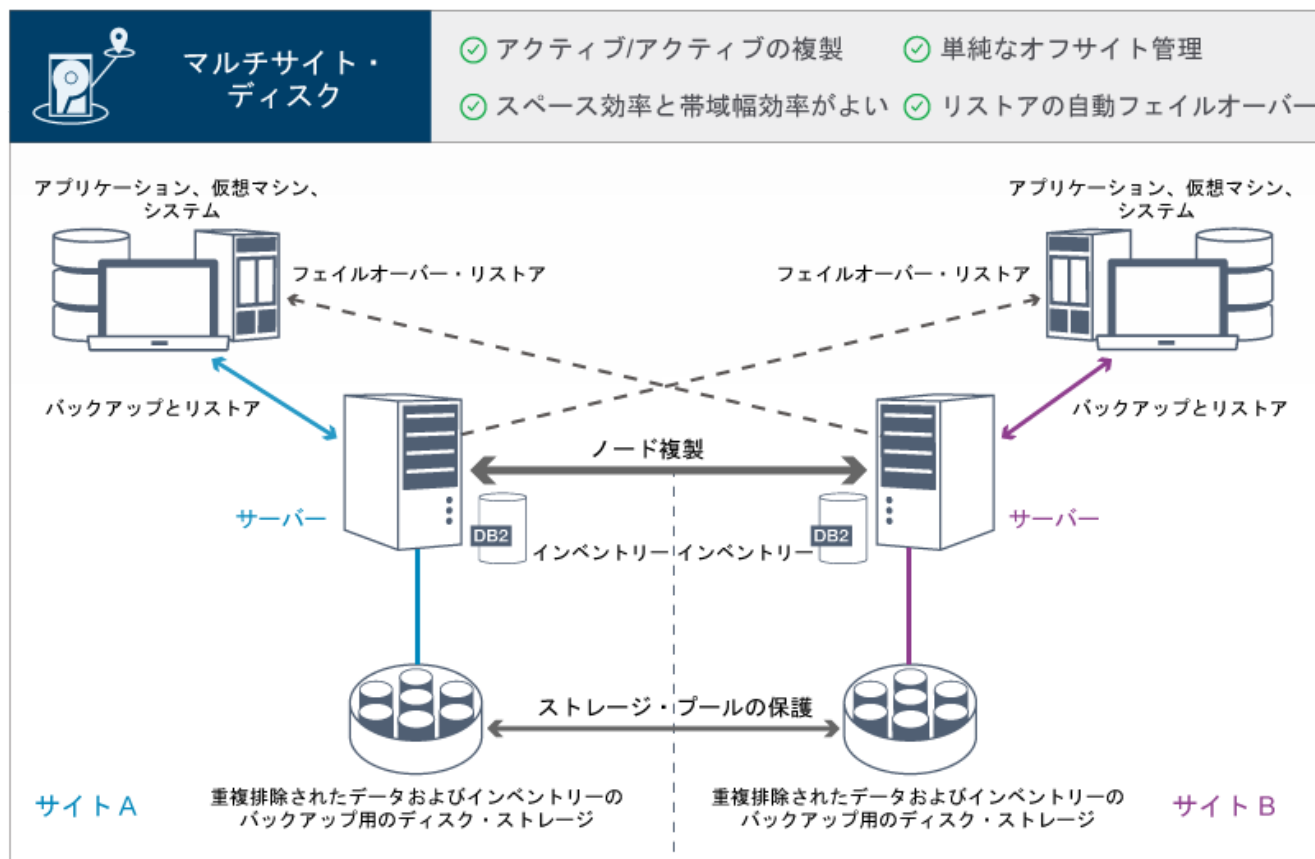 マルチサイト・
ディスク
アクティブ/アクティブの複製
単純なオフサイト管理
スペース効率と帯域幅効率がよい
リストアの自動フェイルオーバー
アプリケーション、仮想マシン、
システム
アプリケーション、仮想マシン、
システム
フェイルオーバー・リストア
フェイルオーバー・リストア
バックアップとリストア
バックアップとリストア
ノード複製
サーバー
サーバー
DB2
DB2
インベントリー
インベントリー
ストレージ・プールの保護
サイト A
重複排除されたデータおよびインベントリーの
バックアップ用のディスク・ストレージ
重複排除されたデータおよびインベントリーの
バックアップ用のディスク・ストレージ
サイト B